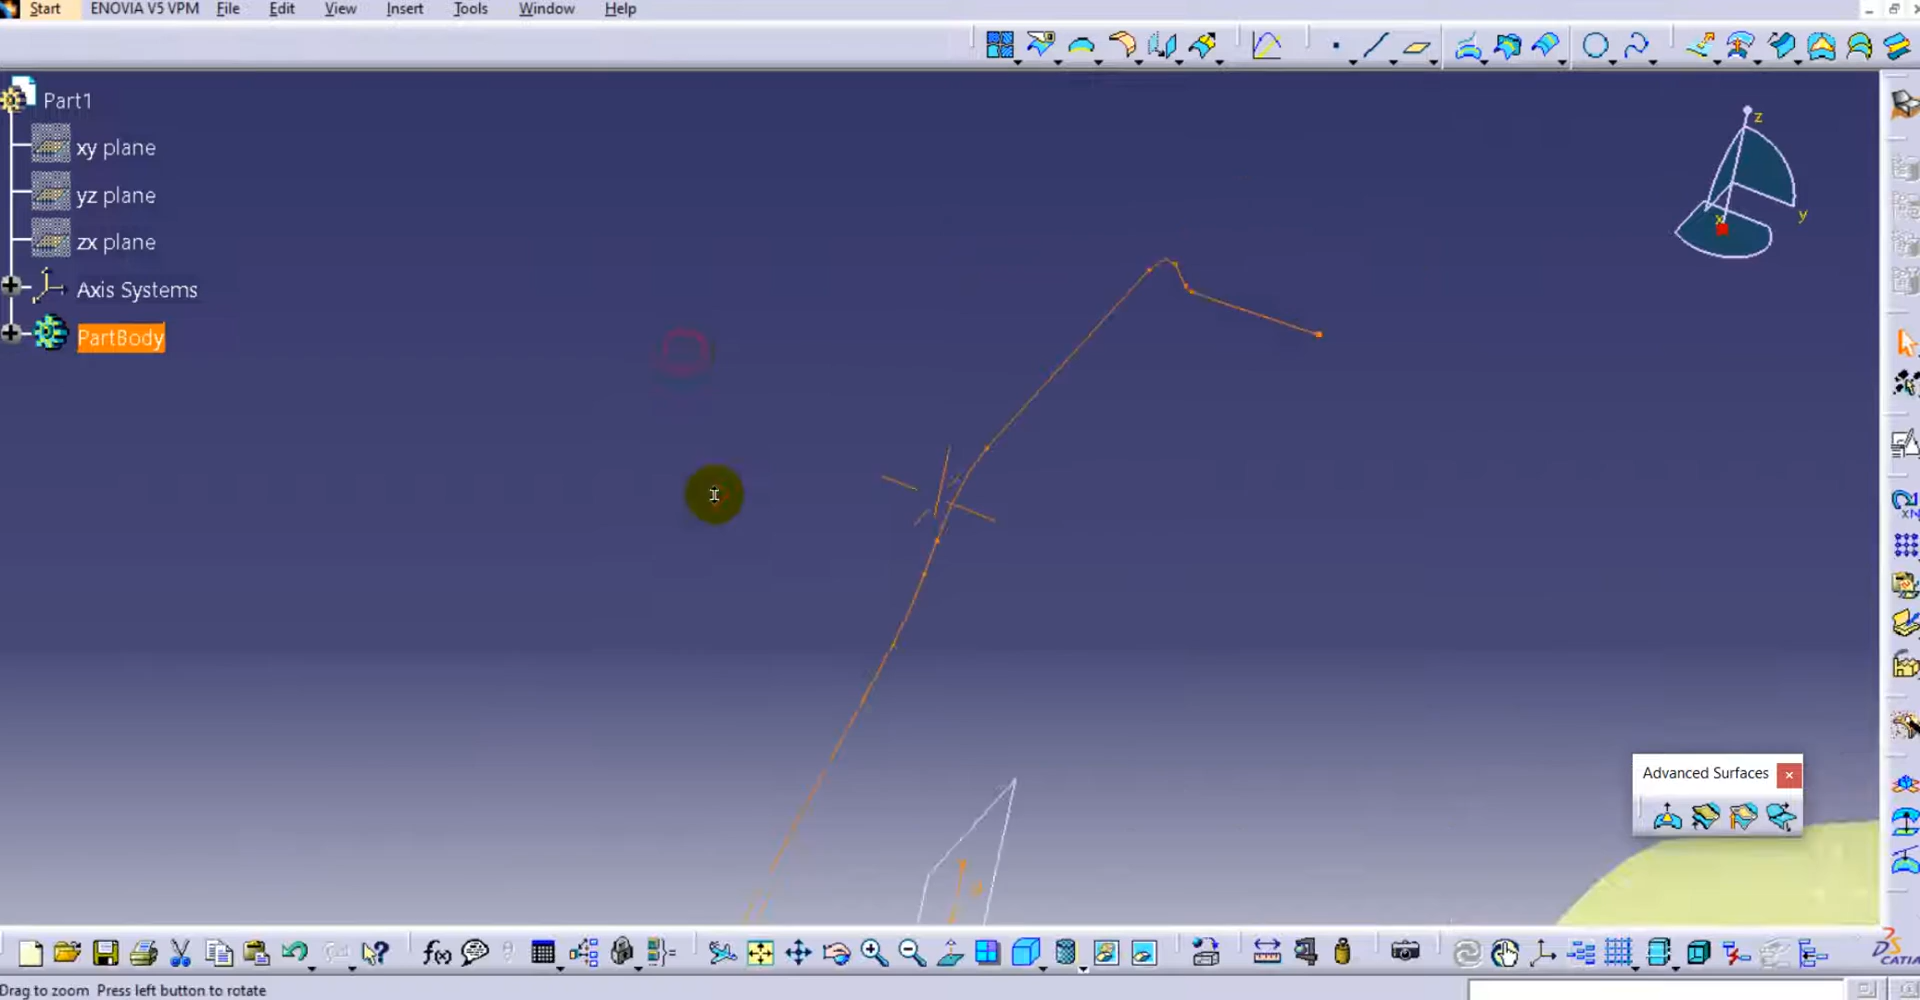 Start ENOVIA V5 VPM File Edit View Insert Tools Window Help
Part1
xy plane
yz plane
zx plane
Axis Systems
PartBody
z
y
x
Advanced Surfaces
f(x)
CATIA
Drag to zoom Press left button to rotate